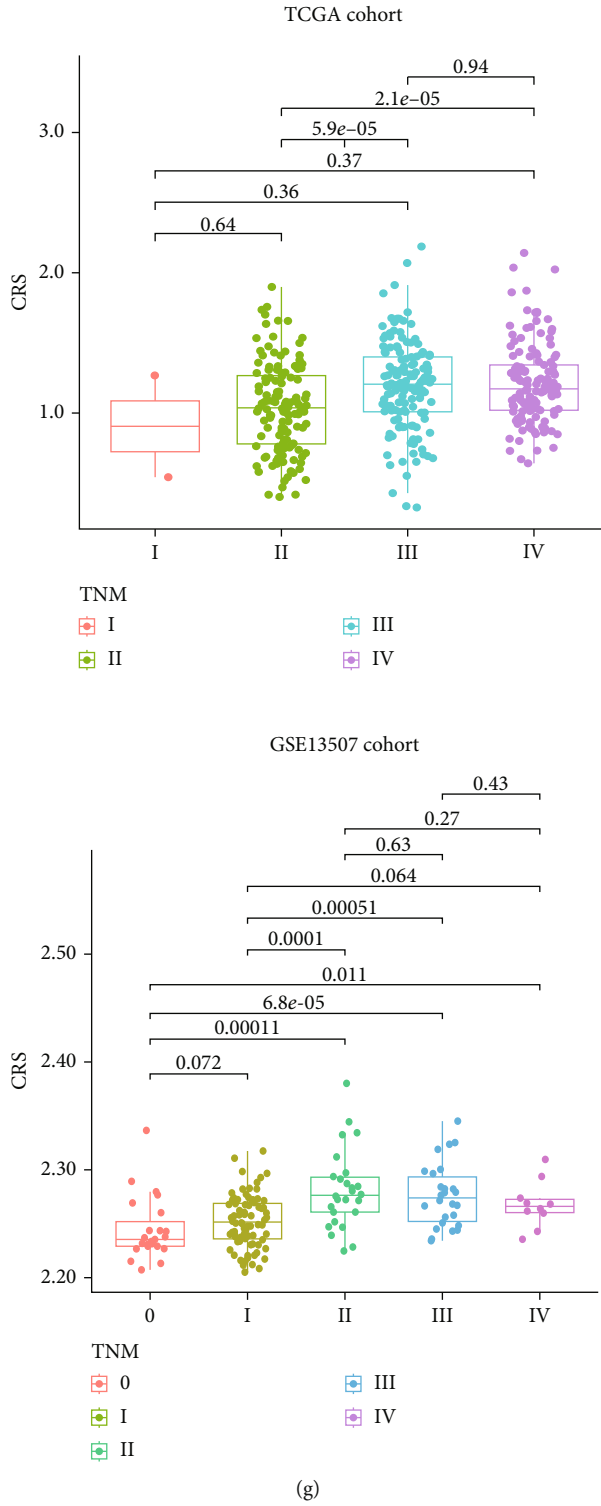 TCGA cohort
0.94
2.1e–05
3.0
5.9e–05
0.37
0.36
0.64
2.0
CRS
1.0
I II III IV
TNM
I III
II IV
GSE13507 cohort
0.43
0.27
0.63
0.064
0.00051
2.50
0.0001
0.011
6.8e-05
0.00011
2.40
CRS
0.072
2.30
2.20
0 I II III IV
TNM
0 III
I IV
II
(g)